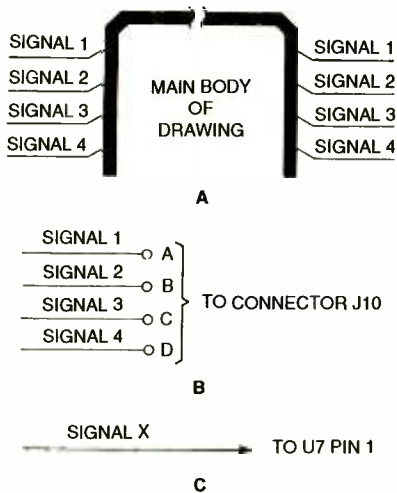 SIGNAL 1
SIGNAL 2
SIGNAL 3
SIGNAL 4
MAIN BODY
OF
DRAWING
SIGNAL 1
SIGNAL 2
SIGNAL 3
SIGNAL 4
A
SIGNAL 1 A
SIGNAL 2 B
SIGNAL 3 C
SIGNAL 4 D
TO CONNECTOR J10
B
SIGNAL X TO U7 PIN 1
C